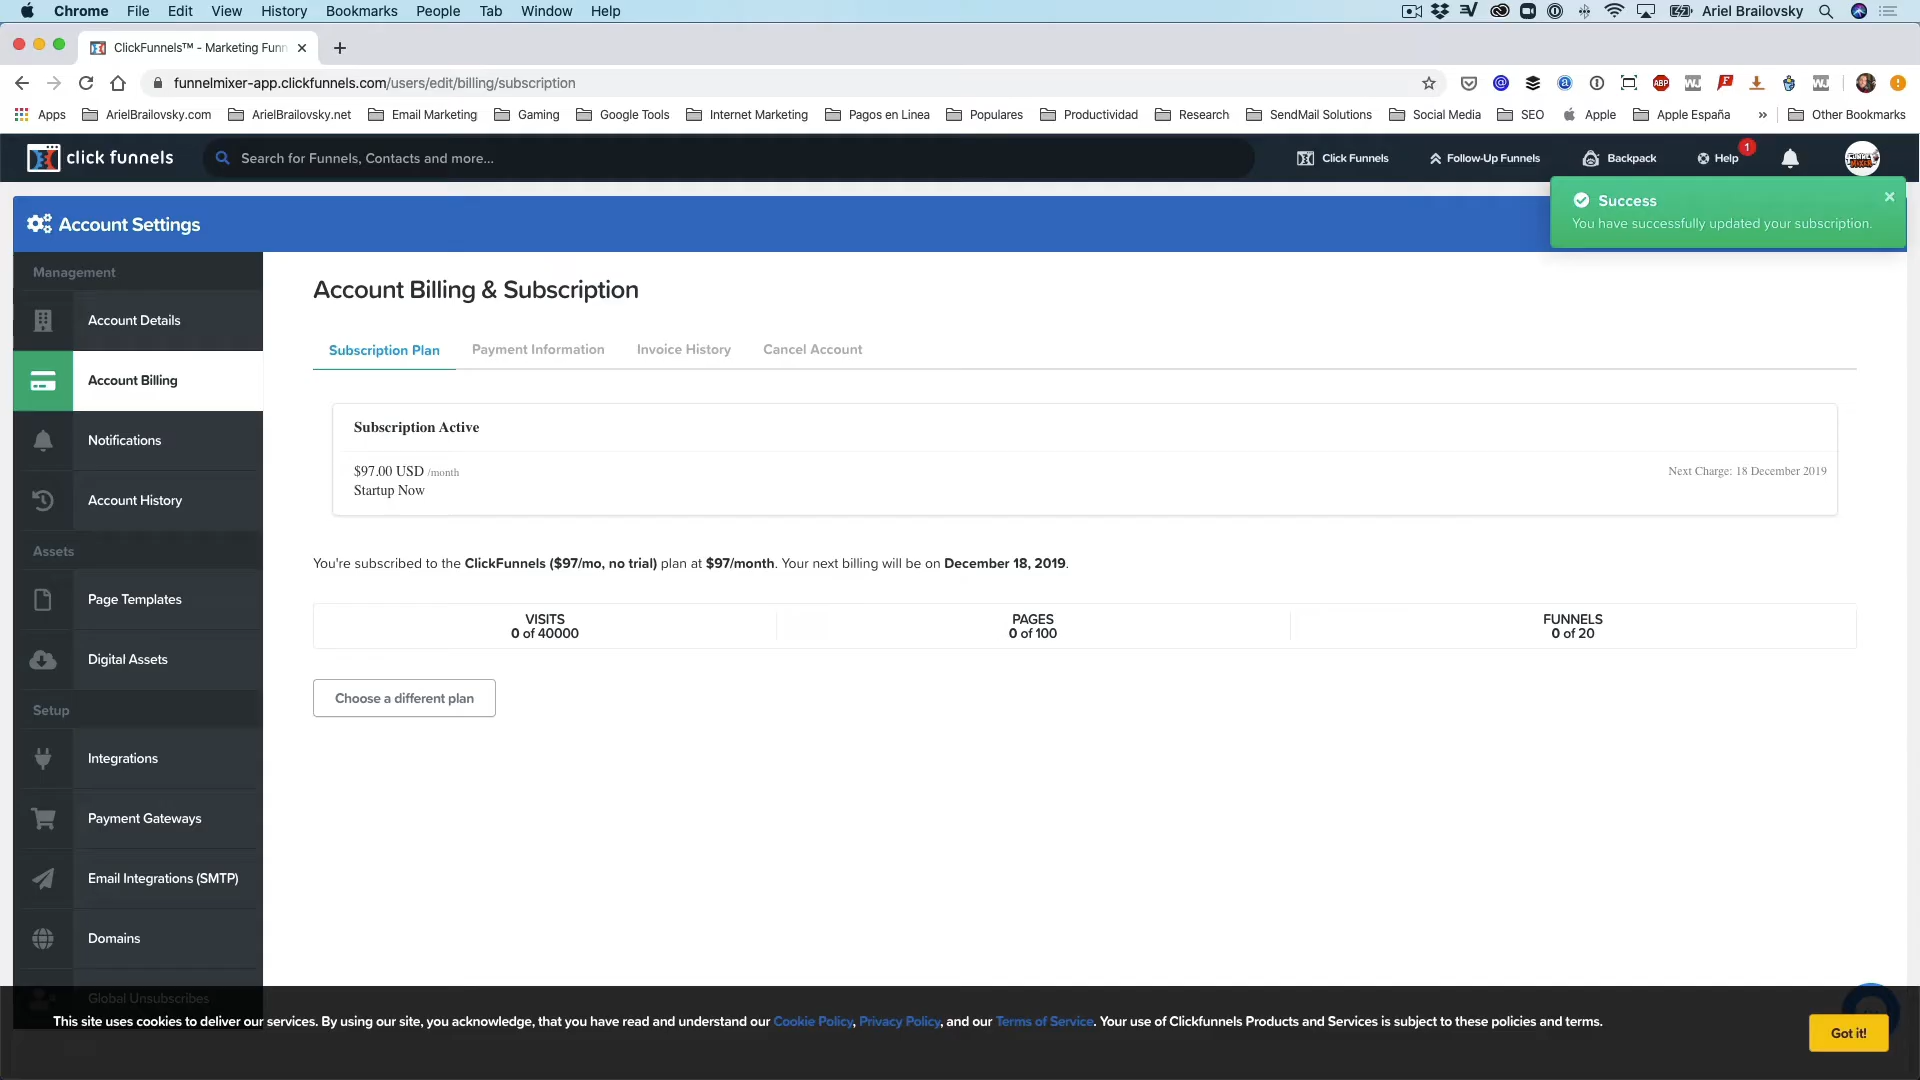 Chrome File Edit View History Bookmarks People Tab Window Help Ariel Brailovsky
ClickFunnels™ - Marketing Funn
funnelmixer-app.clickfunnels.com/users/edit/billing/subscription
Apps ArielBrailovsky.com ArielBrailovsky.net Email Marketing Gaming Google Tools Internet Marketing Pagos en Linea Populares Productividad Research SendMail Solutions Social Media SEO Apple Apple España » Other Bookmarks
click funnels Search for Funnels, Contacts and more... Click Funnels Follow-Up Funnels Backpack Help 1
Success
You have successfully updated your subscription.
Account Settings
Management
Account Details
Account Billing
Notifications
Account History
Assets
Page Templates
Digital Assets
Setup
Integrations
Payment Gateways
Email Integrations (SMTP)
Domains
Global Unsubscribes
Account Billing & Subscription
Subscription Plan Payment Information Invoice History Cancel Account
Subscription Active
$97.00 USD /month Next Charge: 18 December 2019
Startup Now
You're subscribed to the ClickFunnels ($97/mo, no trial) plan at $97/month. Your next billing will be on December 18, 2019.
VISITS PAGES FUNNELS
0 of 40000 0 of 100 0 of 20
Choose a different plan
This site uses cookies to deliver our services. By using our site, you acknowledge, that you have read and understand our Cookie Policy, Privacy Policy, and our Terms of Service. Your use of Clickfunnels Products and Services is subject to these policies and terms.
Got it!